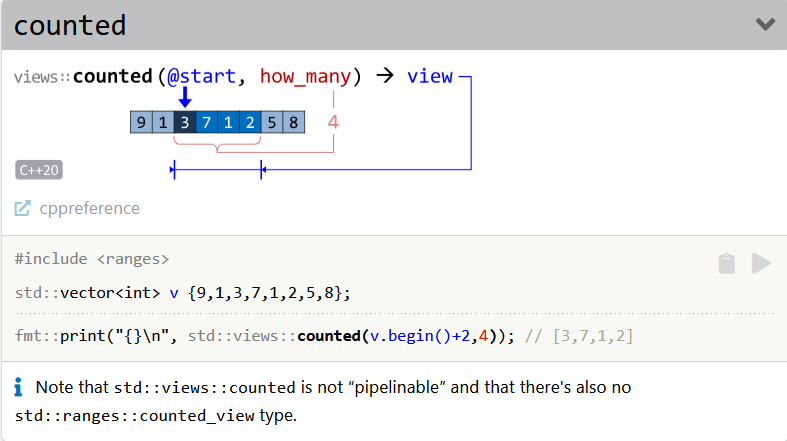 counted
views::counted(@start, how_many) → view
9 1 3 7 1 2 5 8 4
C++20
cppreference
#include <ranges>
std::vector<int> v {9,1,3,7,1,2,5,8};
fmt::print("{}\n", std::views::counted(v.begin()+2,4)); // [3,7,1,2]
Note that std::views::counted is not “pipelinable” and that there's also no
std::ranges::counted_view type.